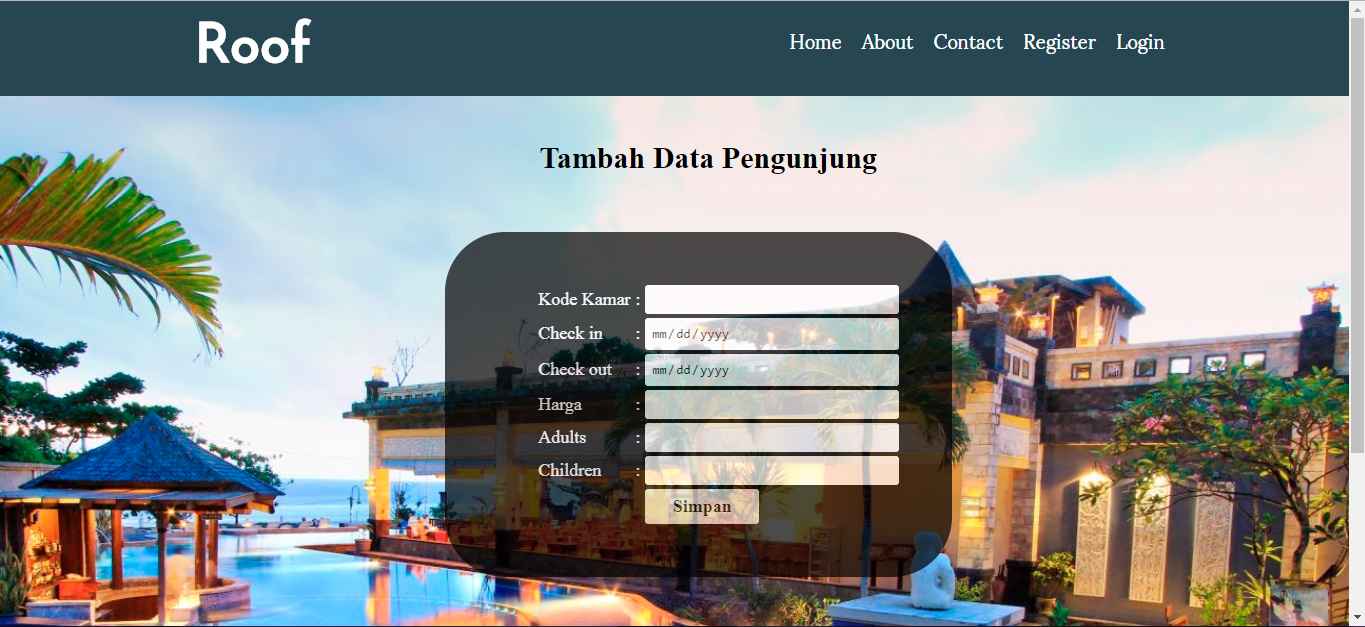 Roof
Home About Contact Register Login
Tambah Data Pengunjung
Kode Kamar :
Check in : mm/dd/yyyy
Check out : mm/dd/yyyy
Harga :
Adults :
Children :
Simpan